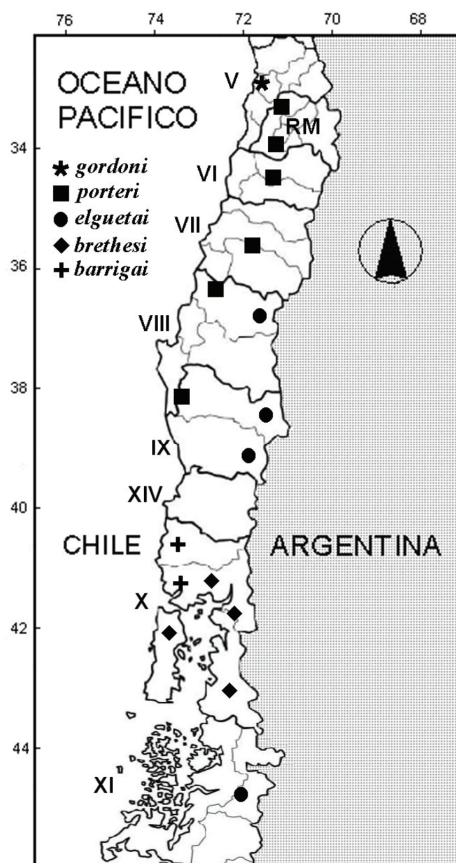 76 74 72 70 68
OCEANO
PACIFICO
V
RM
34
gordoni
porteri
elguetai
brethesi
barrigai
VI
VII
36
VIII
38
IX
40
XIV
CHILE ARGENTINA
X
42
44
XI